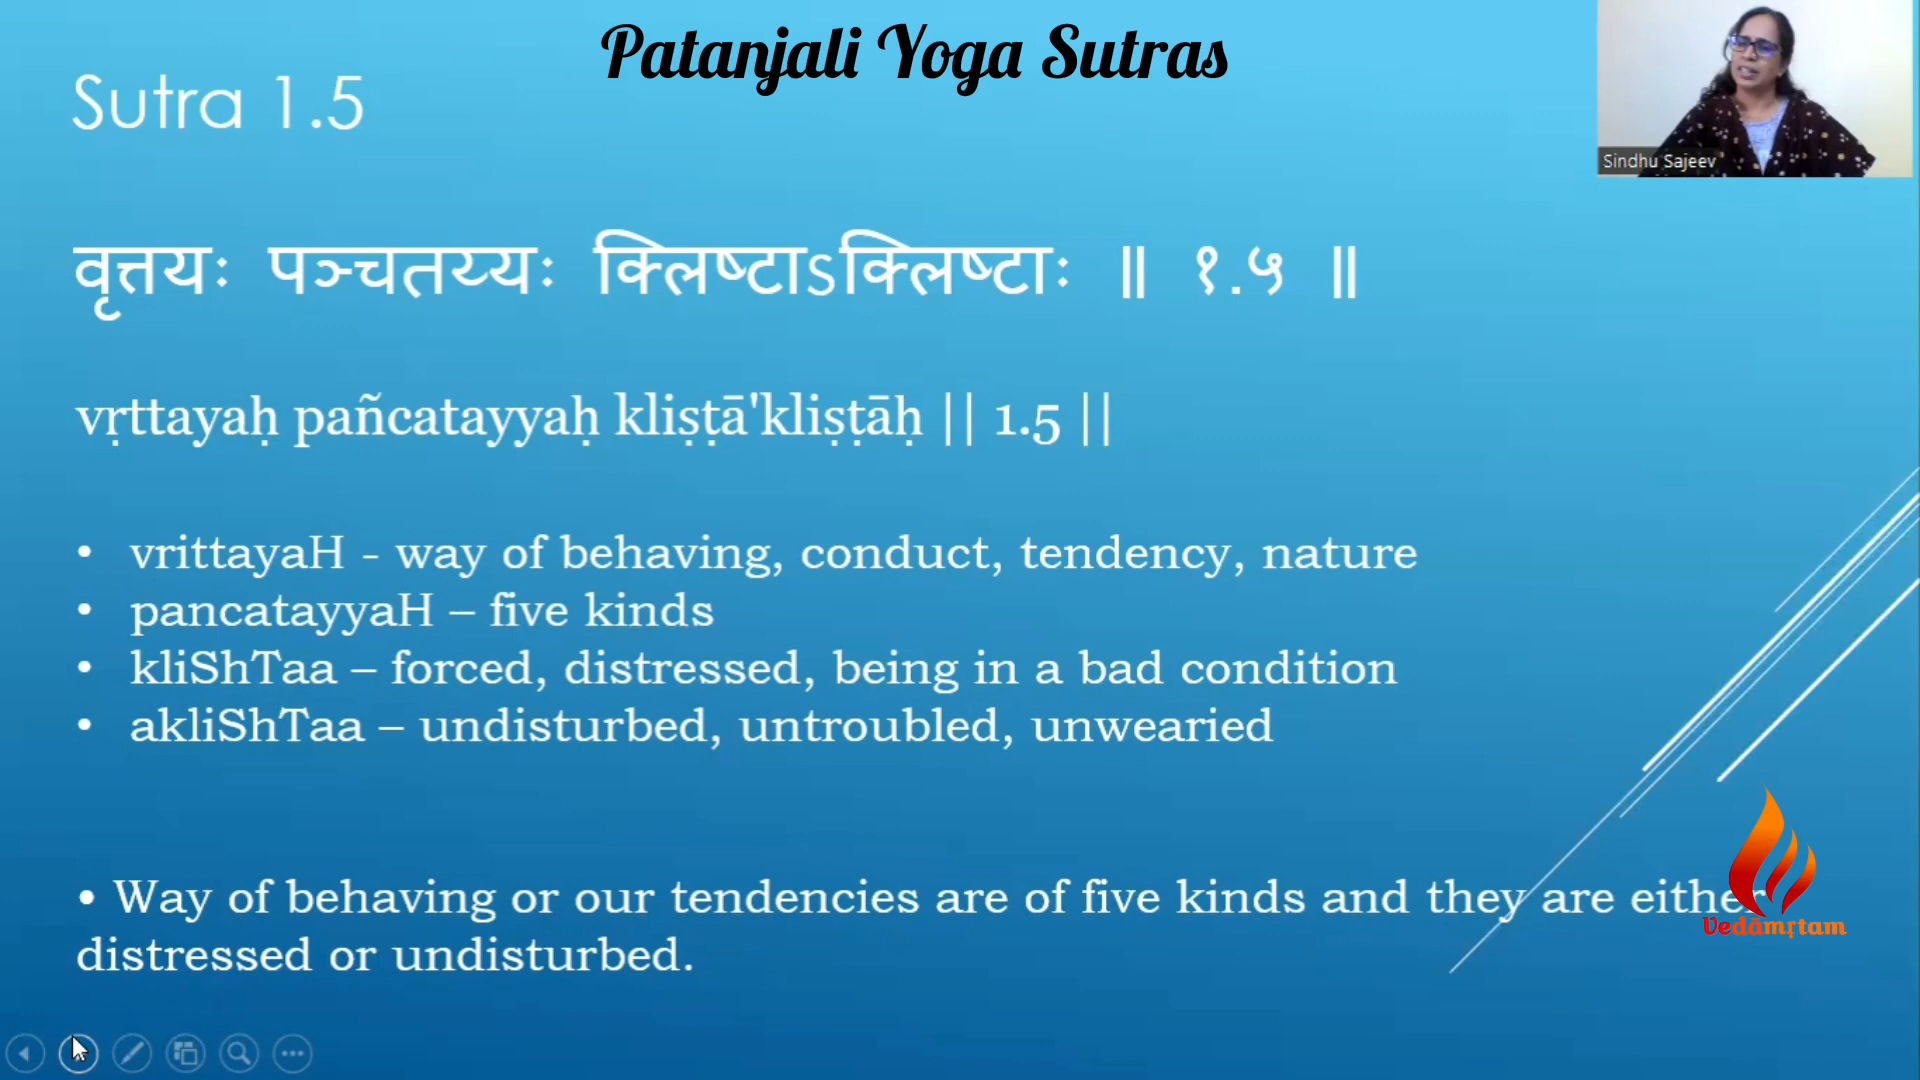 Patanjali Yoga Sutras
Sutra 1.5
Sindhu Sajeev
वृत्तयः पञ्चतय्यः क्लिष्टाऽक्लिष्टाः ॥ १.५ ॥
vṛttayaḥ pañcatayyaḥ kliṣṭā'kliṣṭāḥ || 1.5 ||
• vrittayaH - way of behaving, conduct, tendency, nature
• pancatayyaH – five kinds
• kliShTaa – forced, distressed, being in a bad condition
• akliShTaa – undisturbed, untroubled, unwearied
• Way of behaving or our tendencies are of five kinds and they are either
distressed or undisturbed.
Vedāmṛtam